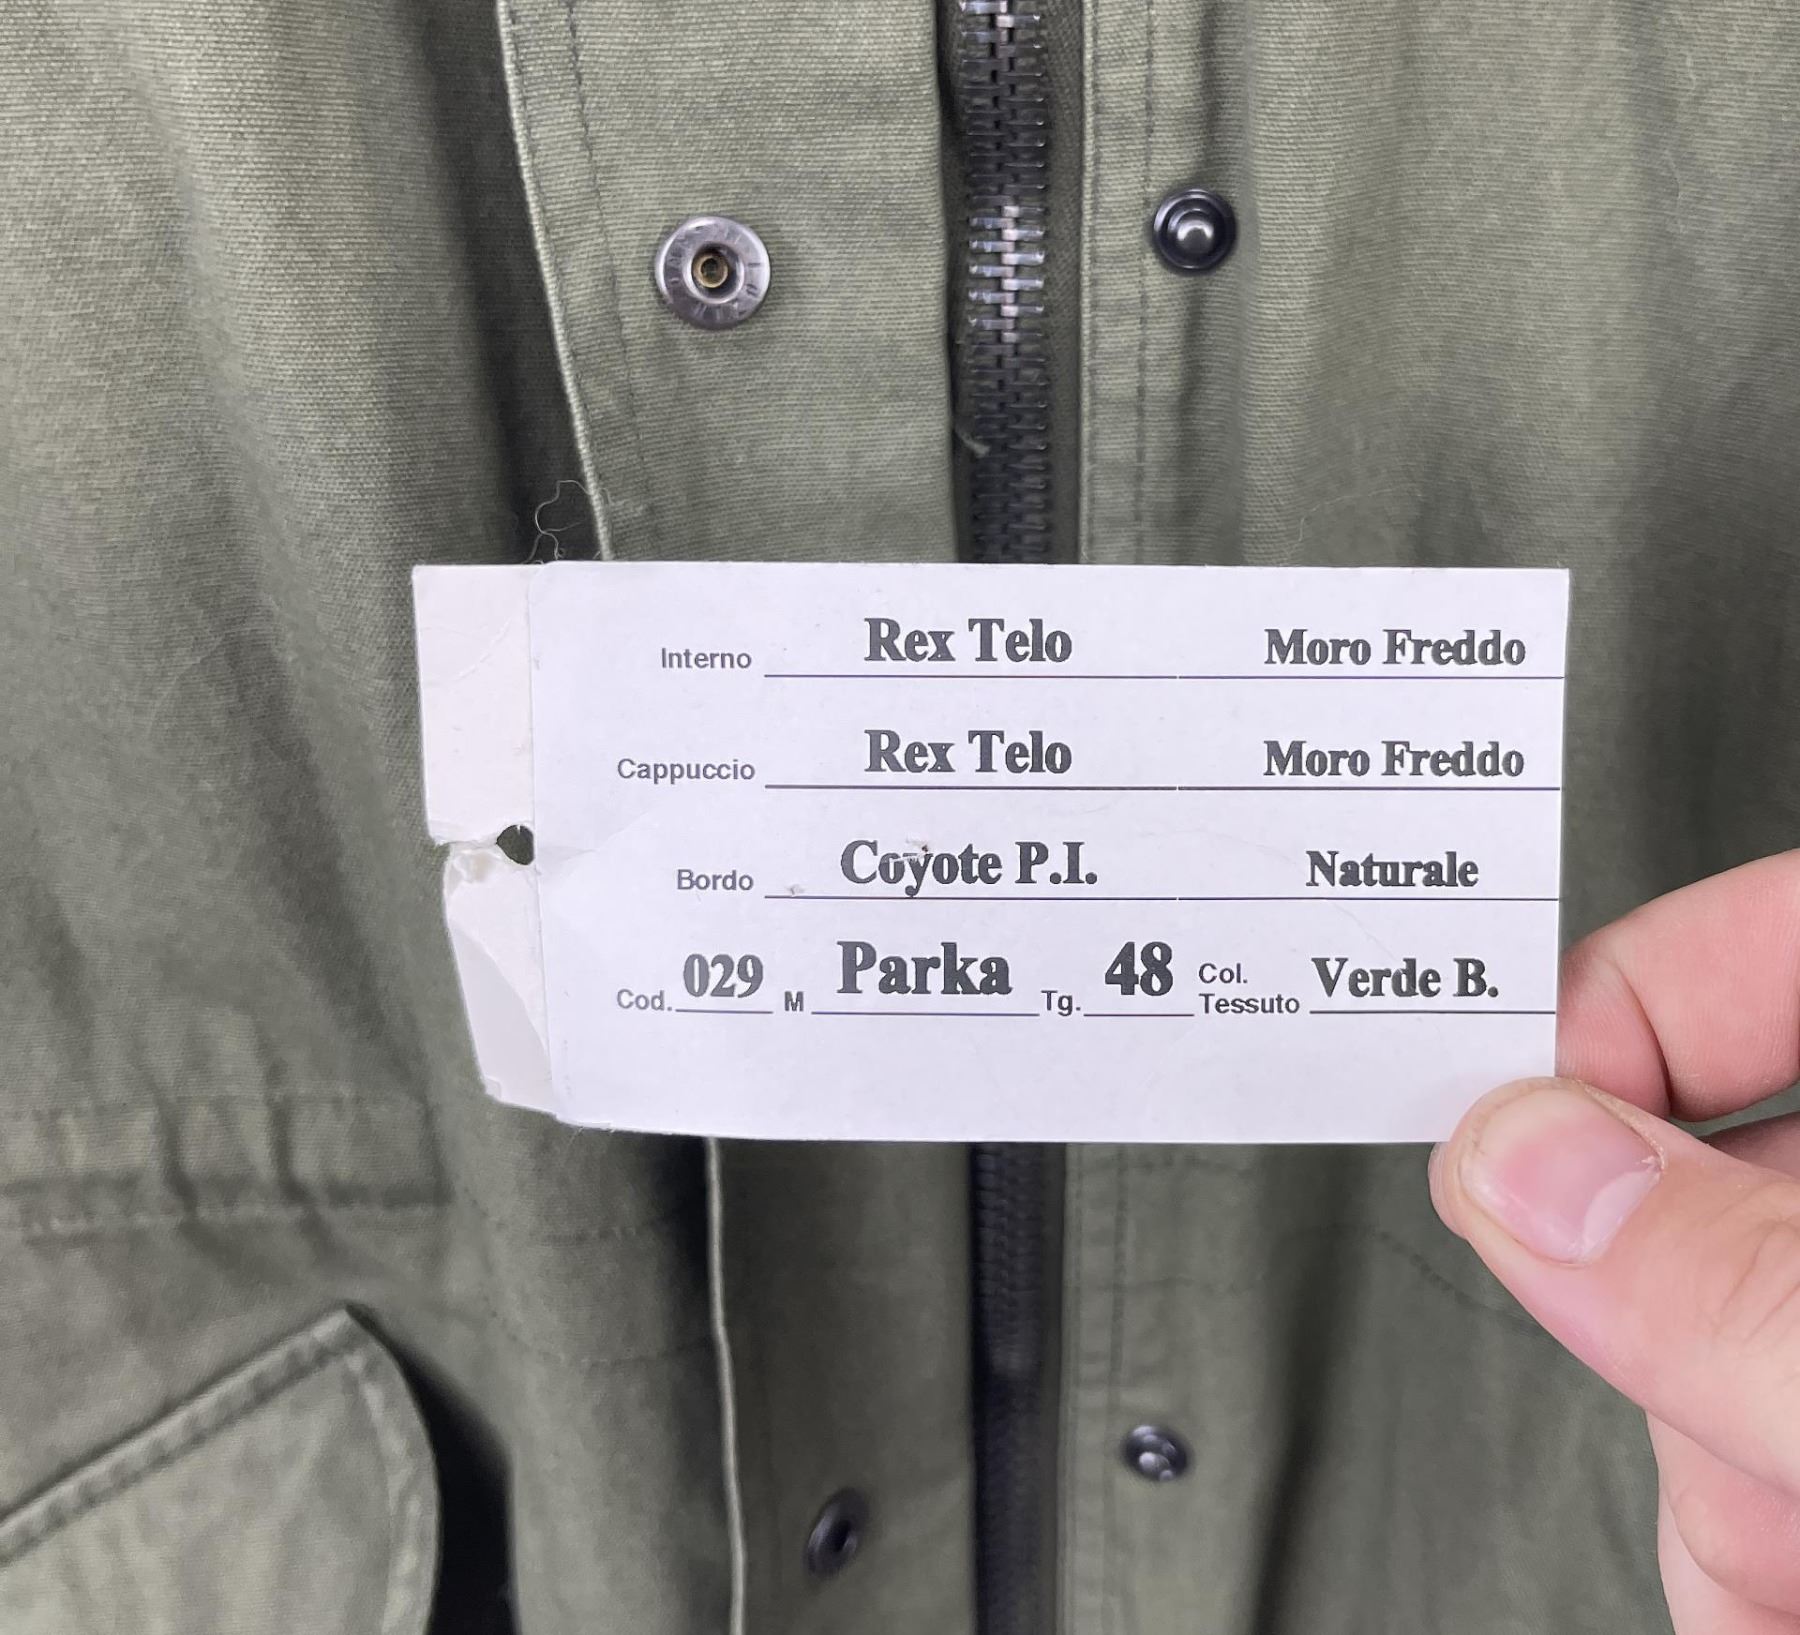 Interno Rex Telo Moro Freddo
Cappuccio Rex Telo Moro Freddo
Bordo Coyote P.I. Naturale
Cod. 029 M Parka Tg. 48 Col. Tessuto Verde B.